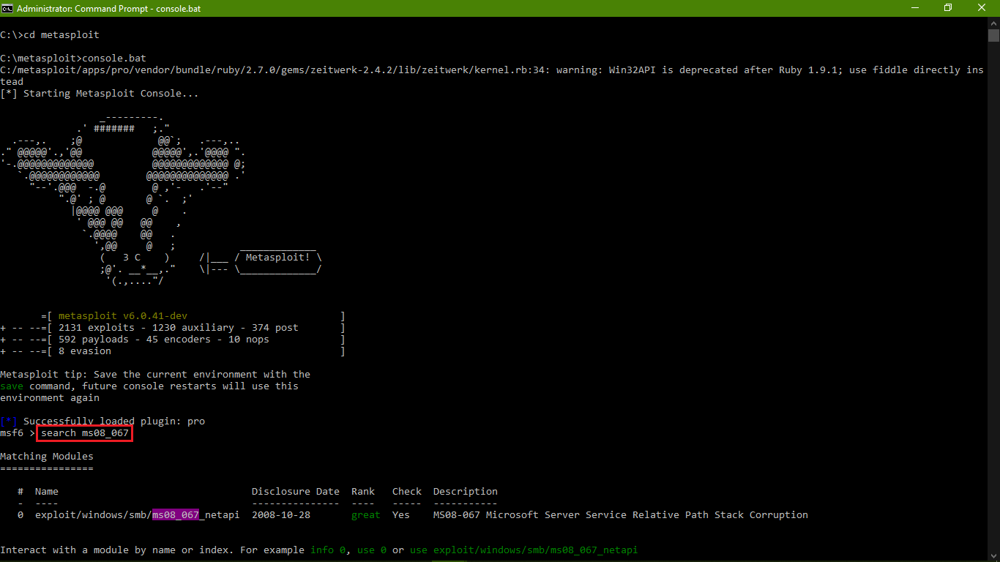 Administrator: Command Prompt - console.bat
C:\>cd metasploit
C:\metasploit>console.bat
C:/metasploit/apps/pro/vendor/bundle/ruby/2.7.0/gems/zeitwerk-2.4.2/lib/zeitwerk/kernel.rb:34: warning: Win32API is deprecated after Ruby 1.9.1; use fiddle directly ins
tead
[*] Starting Metasploit Console...
                 _---------.
             .' #######   ;."
  .---,.    ;@             @@`;   .---,..
." @@@@@'.,'@@            @@@@@',.'@@@@ ".
'-.@@@@@@@@@@@@@          @@@@@@@@@@@@@ @;
   `.@@@@@@@@@@@@        @@@@@@@@@@@@@@ .'
     "--'.@@@  -.@        @ ,'-   .'--"
          ".@' ; @       @ `.  ;'
            |@@@@ @@@     @    .
             ' @@@ @@   @@    ,
              `.@@@@    @@   .
                ',@@     @   ;           _____________
                 (   3 C    )     /|___ / Metasploit! \
                 ;@'. __*__,."    \|--- \_____________/
                  '(.,...."/
       =[ metasploit v6.0.41-dev                          ]
+ -- --=[ 2131 exploits - 1230 auxiliary - 374 post       ]
+ -- --=[ 592 payloads - 45 encoders - 10 nops            ]
+ -- --=[ 8 evasion                                       ]
Metasploit tip: Save the current environment with the
save command, future console restarts will use this
environment again
[*] Successfully loaded plugin: pro
msf6 > search ms08_067
Matching Modules
================
   #  Name                                 Disclosure Date  Rank   Check  Description
   -  ----                                 ---------------  ----   -----  -----------
   0  exploit/windows/smb/ms08_067_netapi  2008-10-28       great  Yes    MS08-067 Microsoft Server Service Relative Path Stack Corruption
Interact with a module by name or index. For example info 0, use 0 or use exploit/windows/smb/ms08_067_netapi